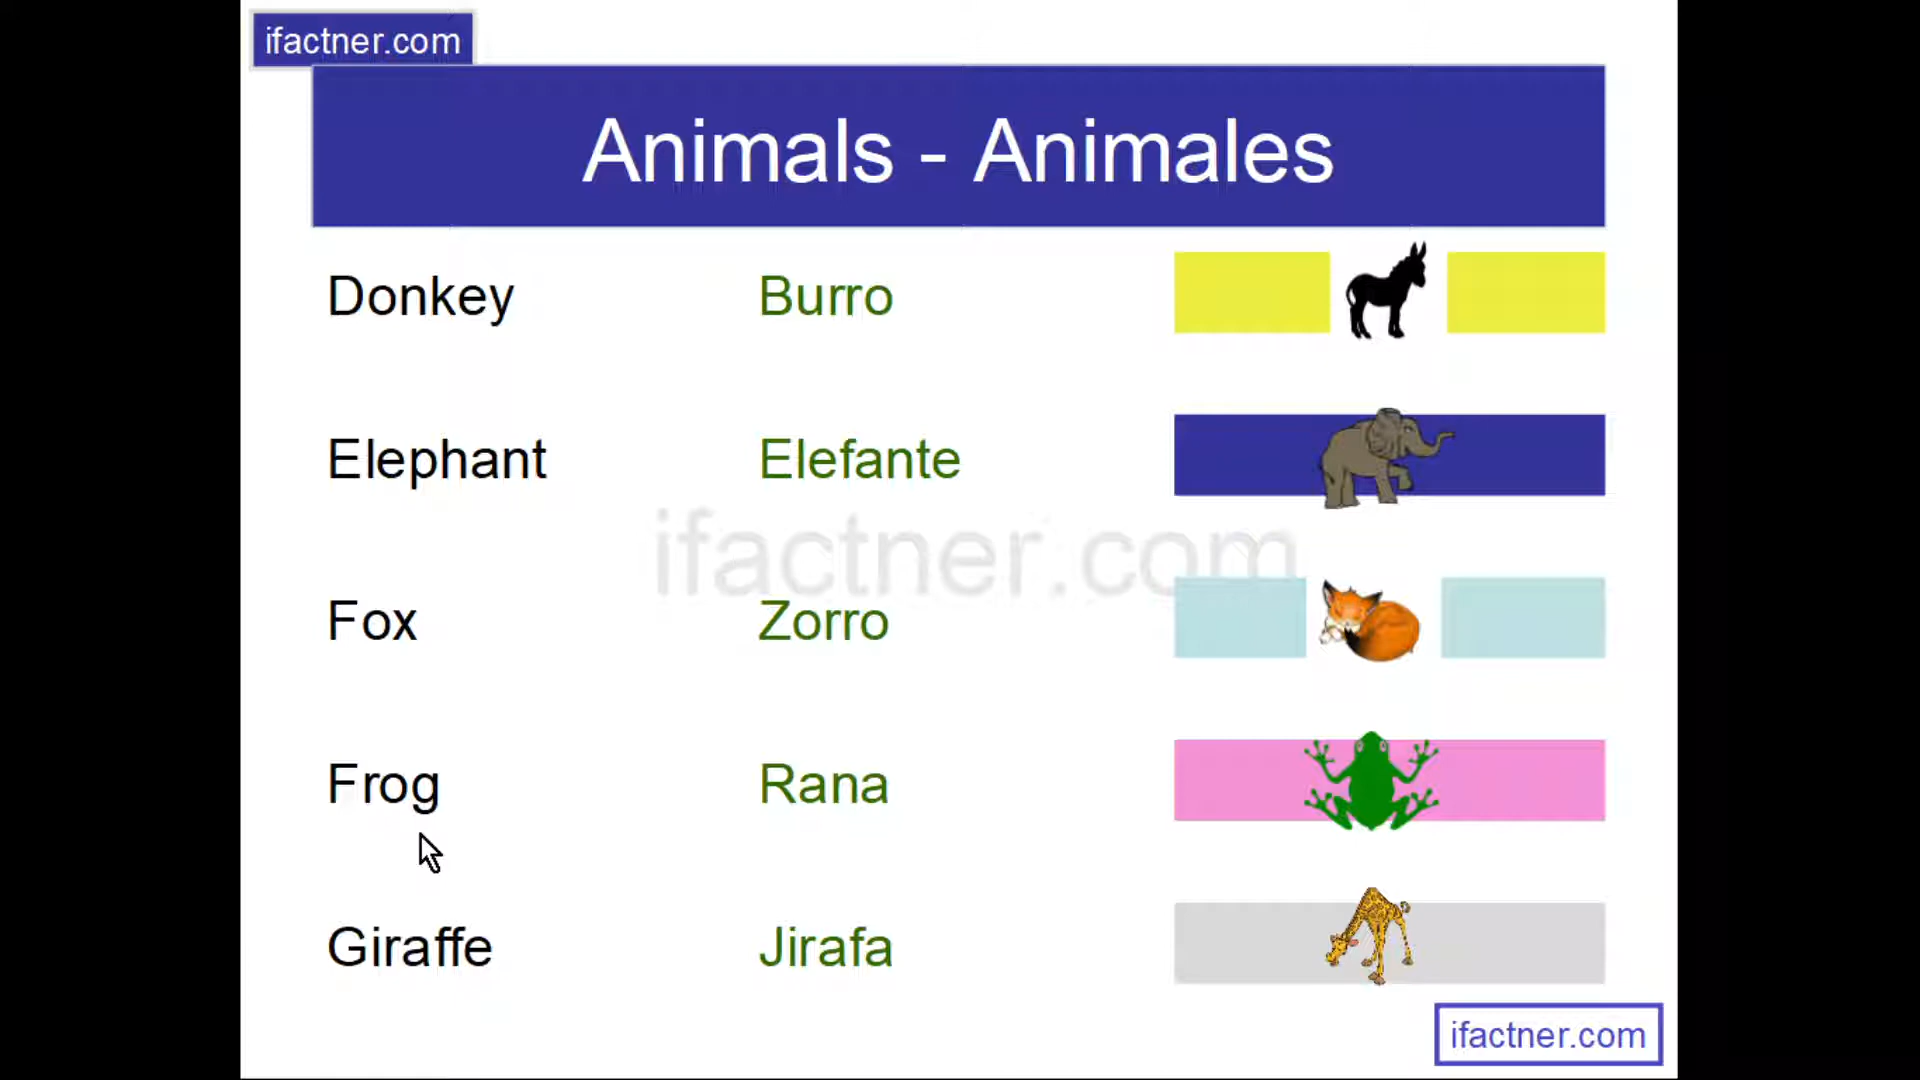 ifactner.com
Animals - Animales
Donkey Burro
Elephant Elefante
ifactner.com
Fox Zorro
Frog Rana
Giraffe Jirafa
ifactner.com